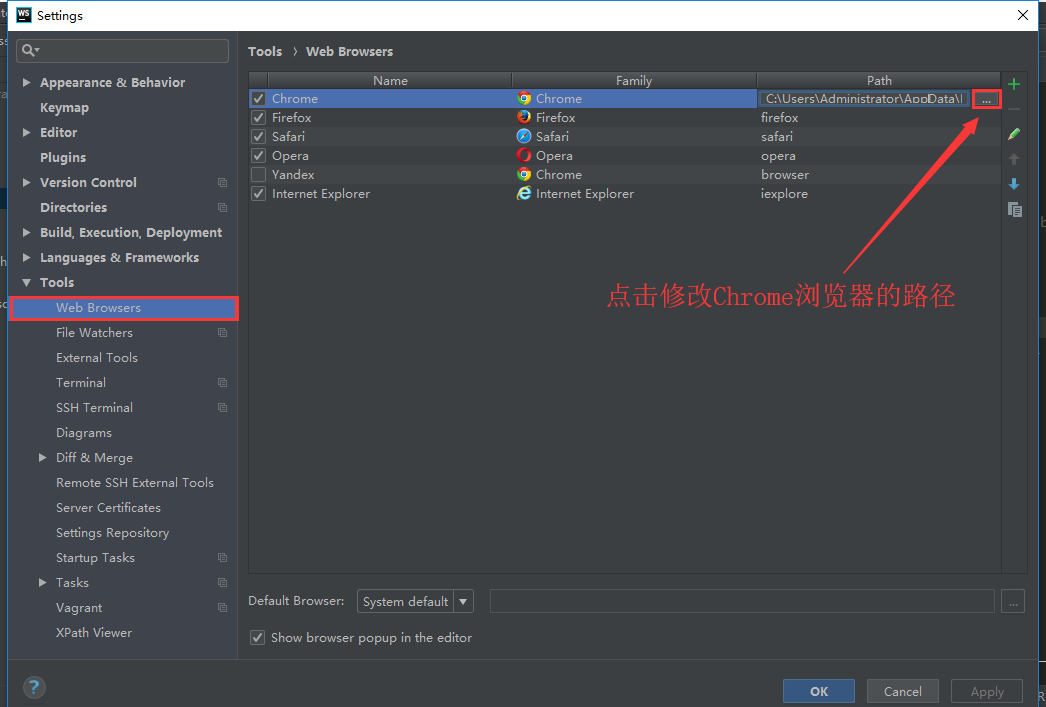 WS Settings
Appearance & Behavior
Keymap
Editor
Plugins
Version Control
Directories
Build, Execution, Deployment
Languages & Frameworks
Tools
Web Browsers
File Watchers
External Tools
Terminal
SSH Terminal
Diagrams
Diff & Merge
Remote SSH External Tools
Server Certificates
Settings Repository
Startup Tasks
Tasks
Vagrant
XPath Viewer
Tools › Web Browsers
Name Family Path
Chrome Chrome C:\Users\Administrator\AppData\ ...
Firefox Firefox firefox
Safari Safari safari
Opera Opera opera
Yandex Chrome browser
Internet Explorer Internet Explorer iexplore
点击修改Chrome浏览器的路径
Default Browser: System default ...
Show browser popup in the editor
? OK Cancel Apply